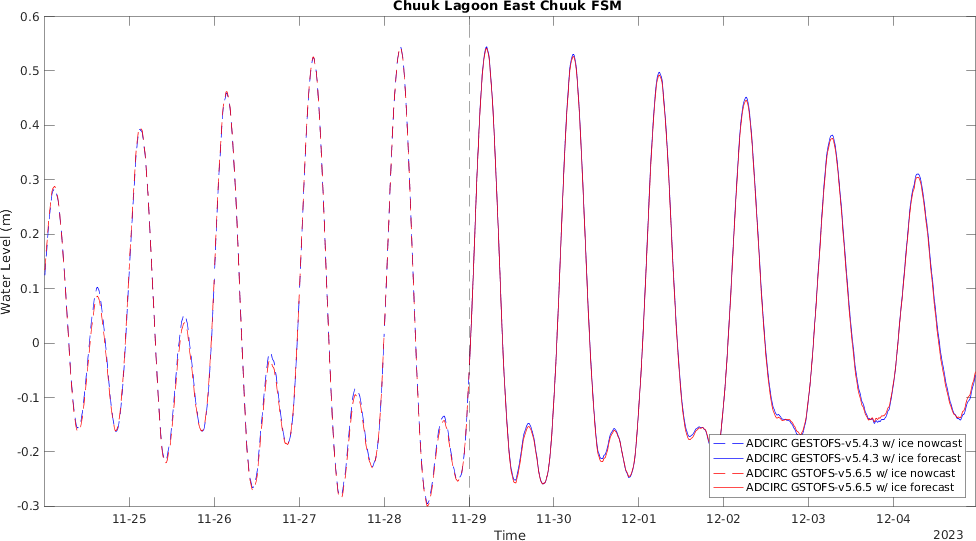 Chuuk Lagoon East Chuuk FSM
Water Level (m)
0.6
0.5
0.4
0.3
0.2
0.1
0
-0.1
-0.2
-0.3
ADCIRC GESTOFS-v5.4.3 w/ ice nowcast
ADCIRC GESTOFS-v5.4.3 w/ ice forecast
ADCIRC GSTOFS-v5.6.5 w/ ice nowcast
ADCIRC GSTOFS-v5.6.5 w/ ice forecast
11-25 11-26 11-27 11-28 11-29 11-30 12-01 12-02 12-03 12-04
Time
2023